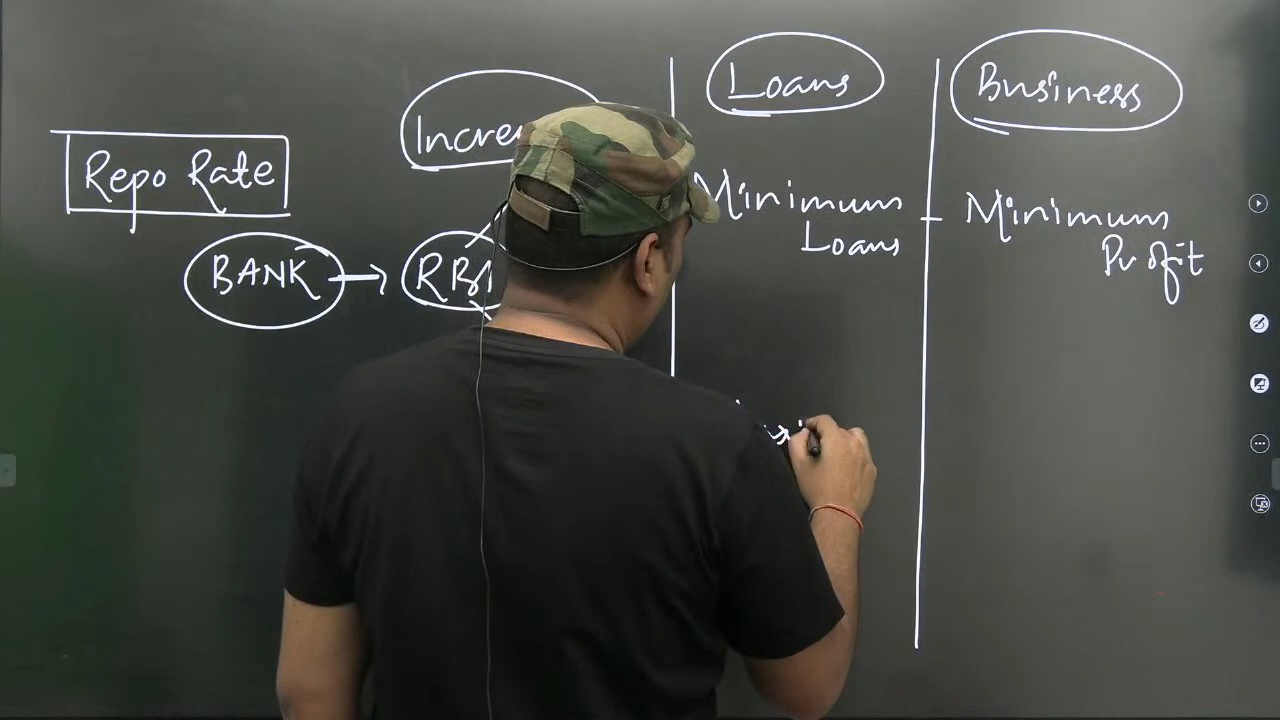 Loans
Business
Repo Rate
Minimum
Loans
Minimum
Profit
BANK